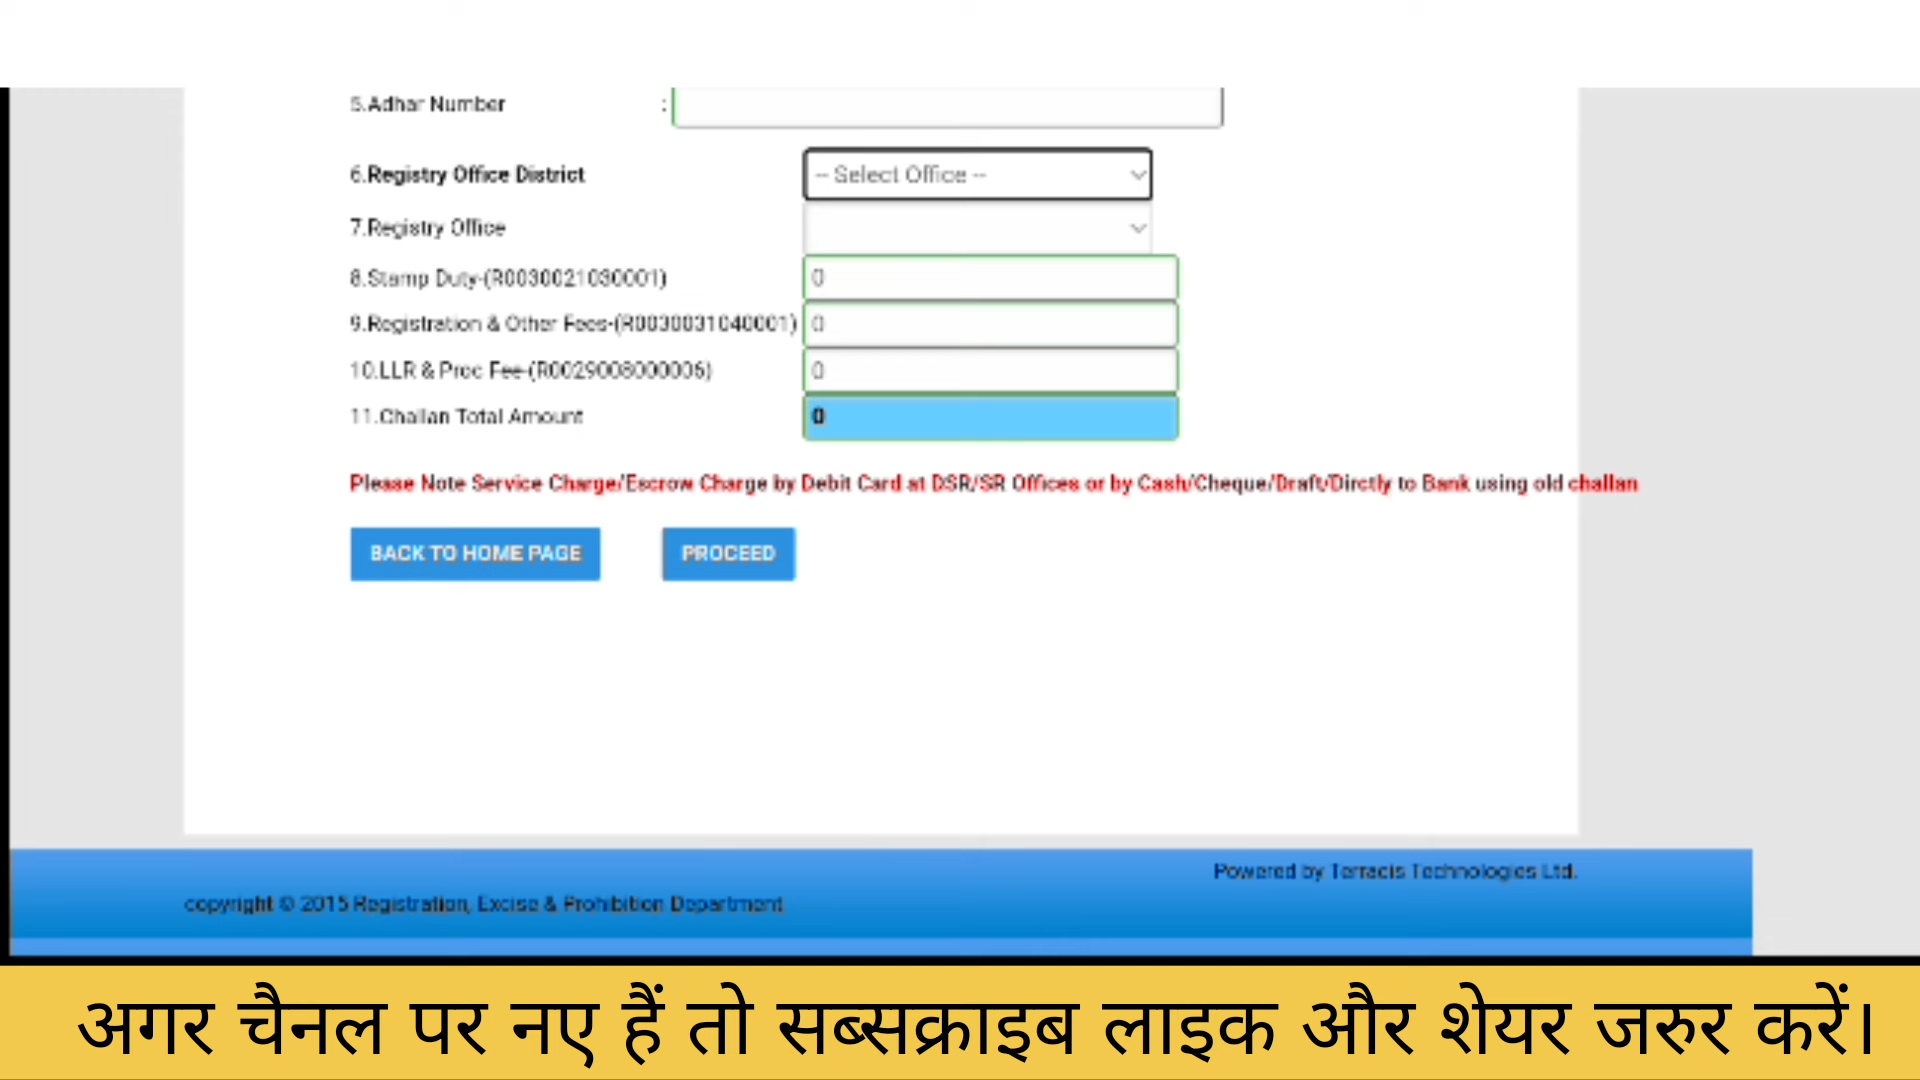 5.Adhar Number :
6.Registry Office District -- Select Office --
7.Registry Office
8.Stamp Duty-(R0030021030001) 0
9.Registration & Other Fees-(R0030031040001) 0
10.LLR & Proc Fee-(R0029008000006) 0
11.Challan Total Amount 0
Please Note Service Charge/Escrow Charge by Debit Card at DSR/SR Offices or by Cash/Cheque/Draft/Dirctly to Bank using old challan
BACK TO HOME PAGE PROCEED
Powered by Terracis Technologies Ltd.
copyright © 2015 Registration, Excise & Prohibition Department
अगर चैनल पर नए हैं तो सब्सक्राइब लाइक और शेयर जरुर करें।